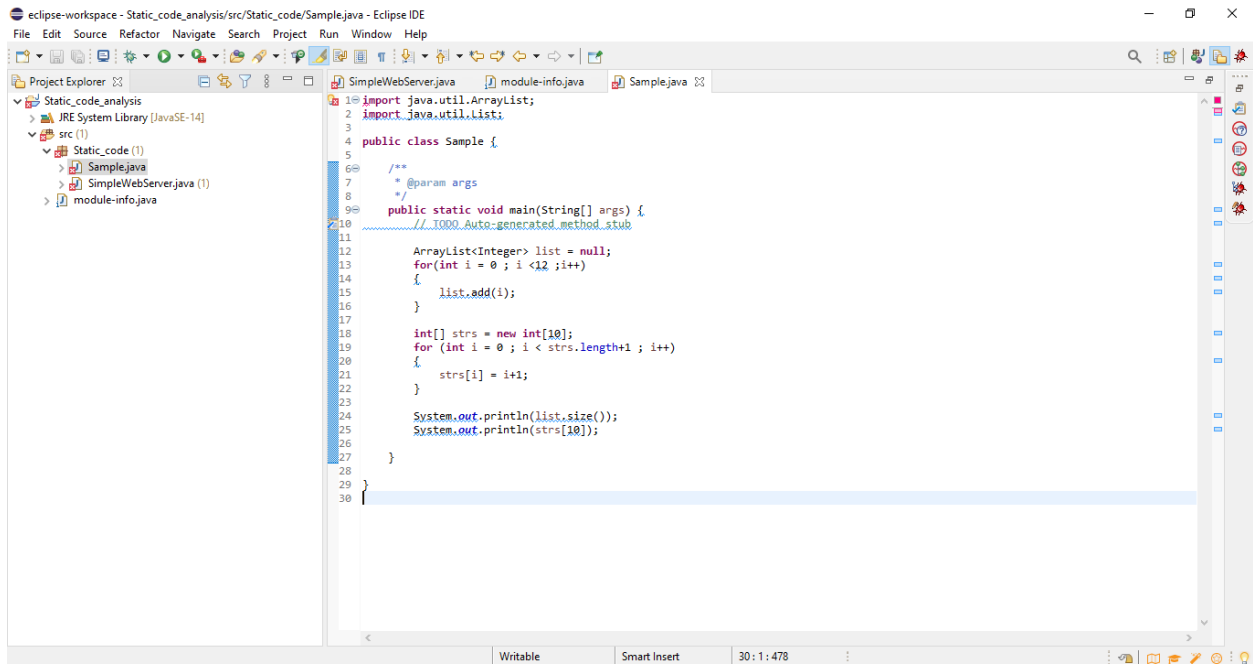 eclipse-workspace - Static_code_analysis/src/Static_code/Sample.java - Eclipse IDE
File Edit Source Refactor Navigate Search Project Run Window Help
Project Explorer
SimpleWebServer.java module-info.java Sample.java
Static_code_analysis
JRE System Library [JavaSE-14]
src (1)
Static_code (1)
Sample.java
SimpleWebServer.java (1)
module-info.java
1 import java.util.ArrayList;
2 import java.util.List;
3
4 public class Sample {
5
6 /**
7 * @param args
8 */
9 public static void main(String[] args) {
10 // TODO Auto-generated method stub
11
12 ArrayList<Integer> list = null;
13 for(int i = 0 ; i <12 ;i++)
14 {
15 list.add(i);
16 }
17
18 int[] strs = new int[10];
19 for (int i = 0 ; i < strs.length+1 ; i++)
20 {
21 strs[i] = i+1;
22 }
23
24 System.out.println(list.size());
25 System.out.println(strs[10]);
26
27 }
28
29 }
30
Writable Smart Insert 30 : 1 : 478